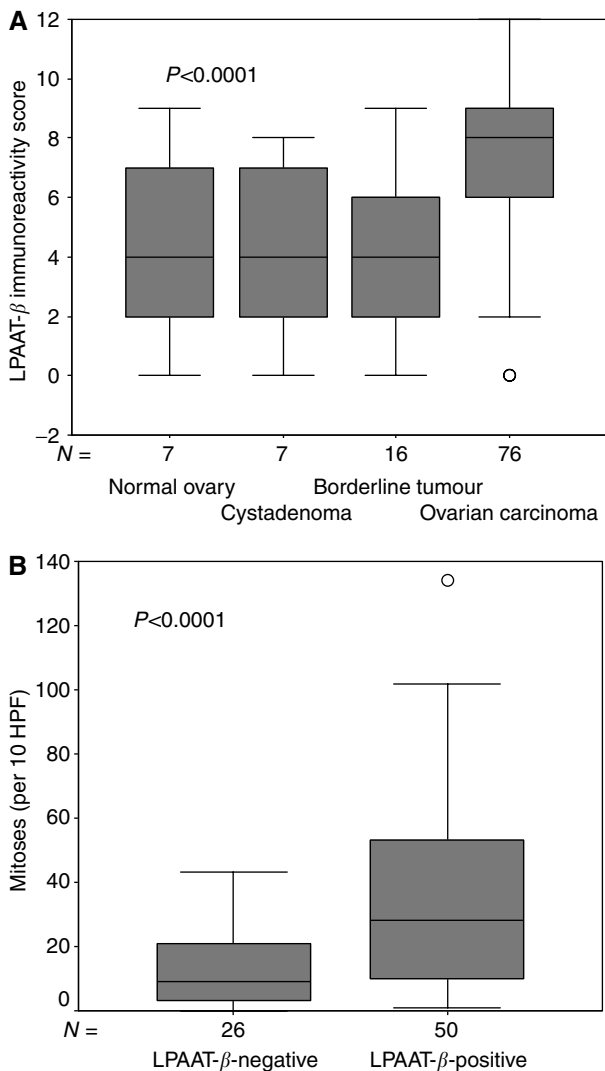 A
LPAAT-β immunoreactivity score
12
10
8
6
4
2
0
−2
P<0.0001
N = 7 7 16 76
Normal ovary Borderline tumour
Cystadenoma Ovarian carcinoma
B
Mitoses (per 10 HPF)
140
120
100
80
60
40
20
0
P<0.0001
N = 26 50
LPAAT-β-negative LPAAT-β-positive